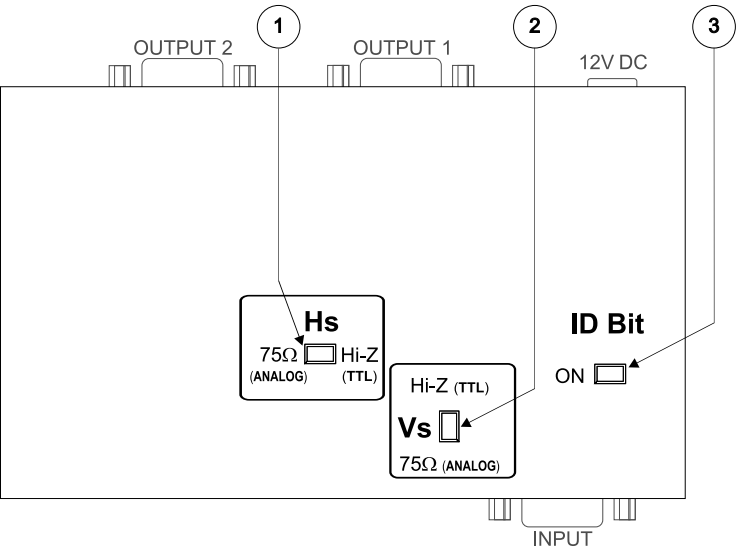 1 2 3
OUTPUT 2 OUTPUT 1 12V DC
Hs
75Ω Hi-Z
(ANALOG) (TTL)
ID Bit
ON
Hi-Z (TTL)
Vs
75Ω (ANALOG)
INPUT